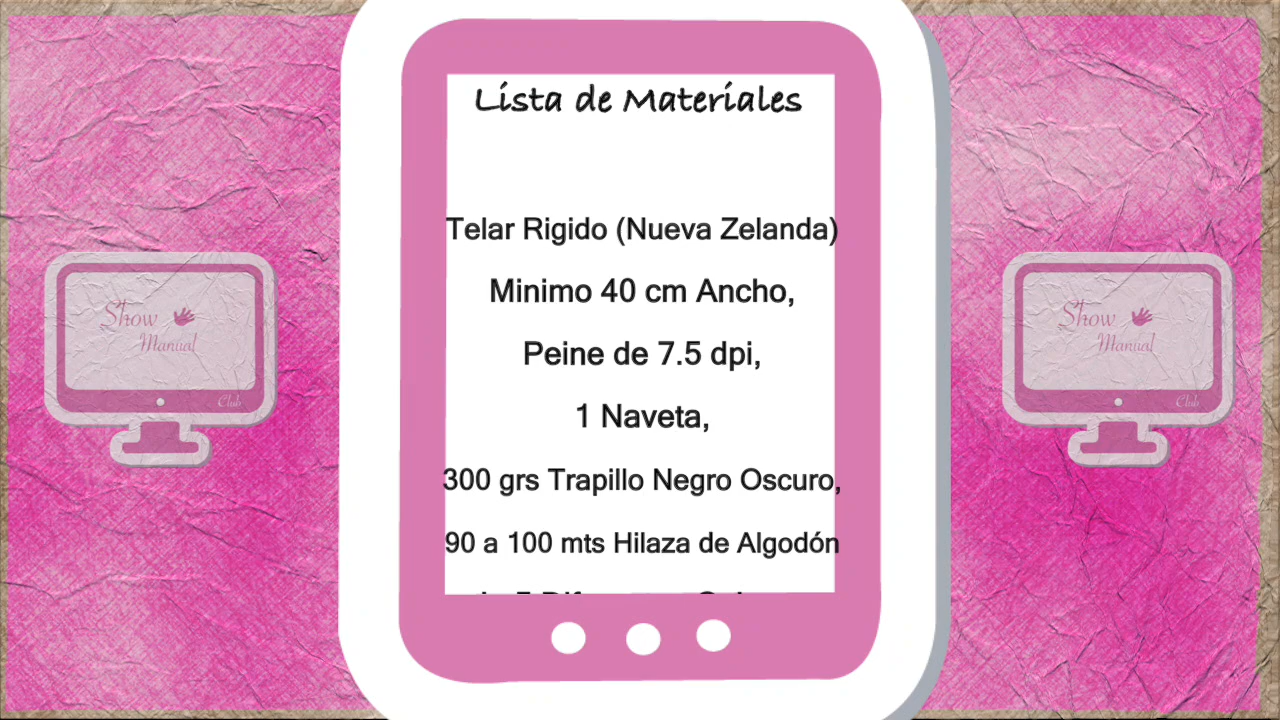 Lista de Materiales
Telar Rigido (Nueva Zelanda)
Minimo 40 cm Ancho,
Peine de 7.5 dpi,
1 Naveta,
300 grs Trapillo Negro Oscuro,
90 a 100 mts Hilaza de Algodón
Show
Manual
Club
Show
Manual
Club